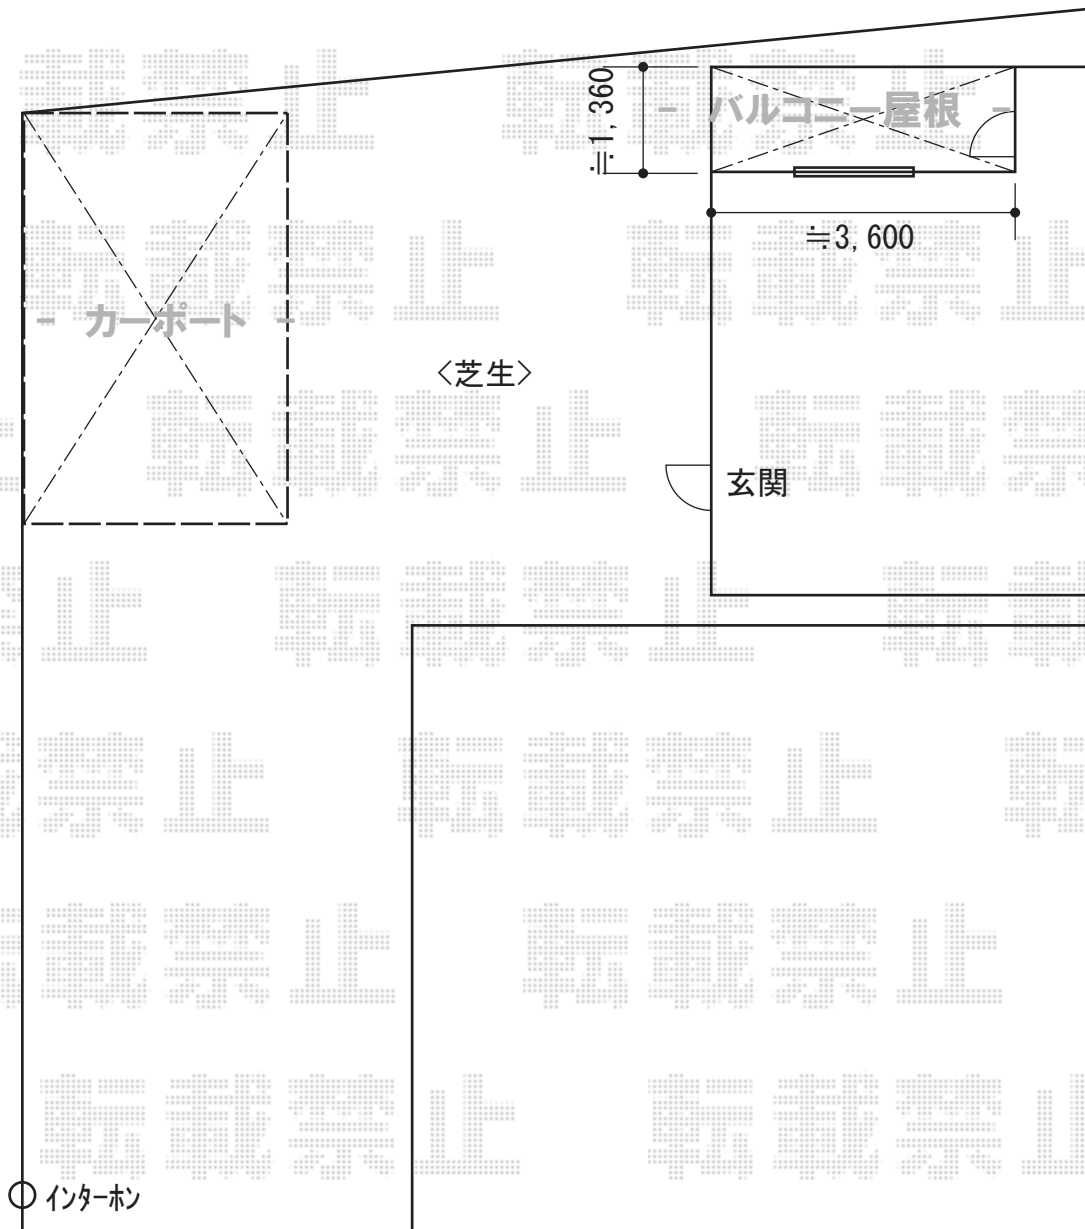 ≒1,360
- バルコニー屋根 -
≒3,600
- カーポート -
<芝生>
玄関
インターホン
転載禁止